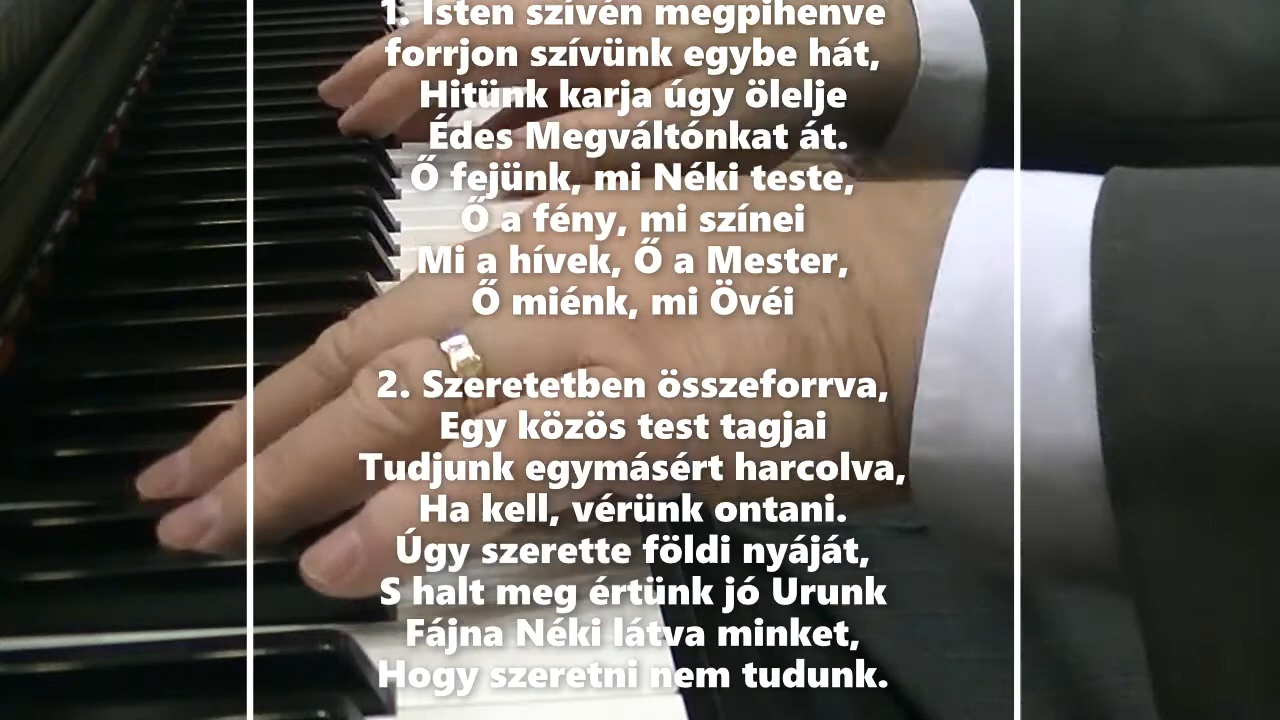 1. Isten szívén megpihenve
forrjon szívünk egybe hát,
Hitünk karja úgy ölelje
Édes Megváltónkat át.
Ő fejünk, mi Néki teste,
Ő a fény, mi színei
Mi a hívek, Ő a Mester,
Ő miénk, mi Övéi
2. Szeretetben összeforrva,
Egy közös test tagjai
Tudjunk egymásért harcolva,
Ha kell, vérünk ontani.
Úgy szerette földi nyáját,
S halt meg értünk jó Urunk
Fájna Néki látva minket,
Hogy szeretni nem tudunk.